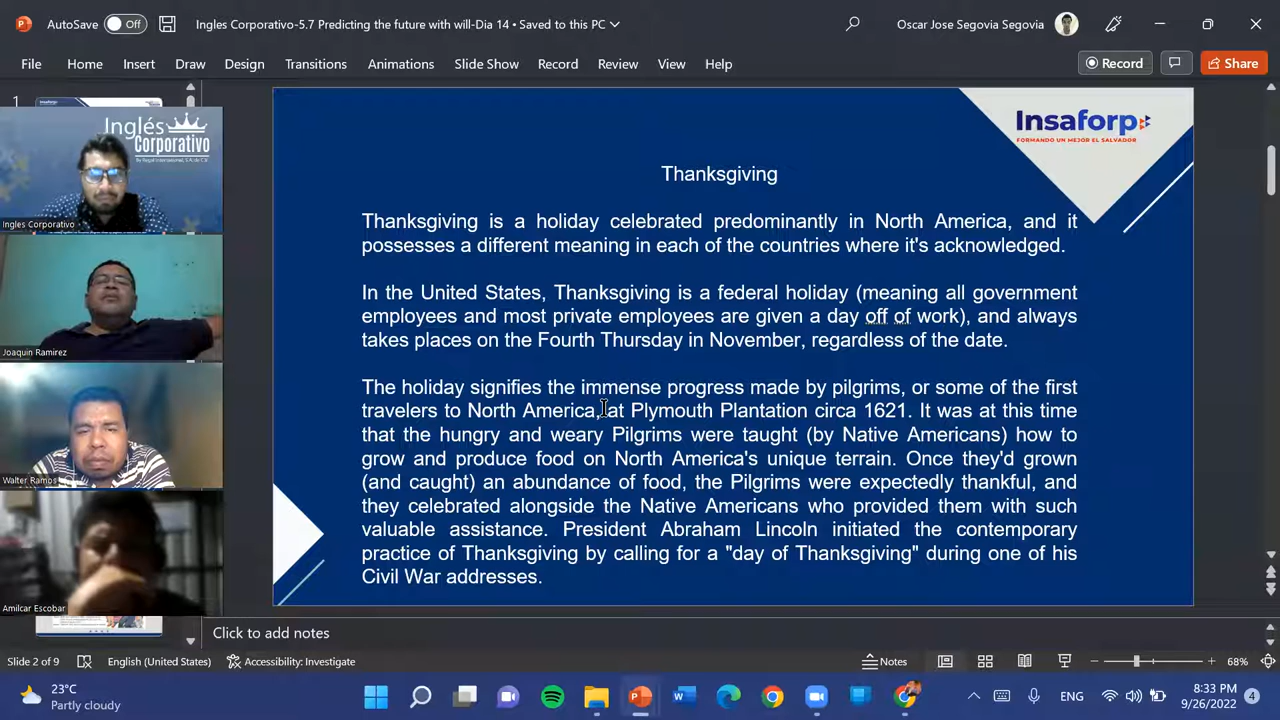 AutoSave Off Ingles Corporativo-5.7 Predicting the future with will-Dia 14 • Saved to this PC Oscar Jose Segovia Segovia
File Home Insert Draw Design Transitions Animations Slide Show Record Review View Help Record Share
1
Inglés
Corporativo
By Regal International, S.A. de C.V.
Ingles Corporativo
Joaquin Ramirez
Walter Ramos
Amilcar Escobar
Insaforp
FORMANDO UN MEJOR EL SALVADOR
Thanksgiving
Thanksgiving is a holiday celebrated predominantly in North America, and it
possesses a different meaning in each of the countries where it's acknowledged.
In the United States, Thanksgiving is a federal holiday (meaning all government
employees and most private employees are given a day off of work), and always
takes places on the Fourth Thursday in November, regardless of the date.
The holiday signifies the immense progress made by pilgrims, or some of the first
travelers to North America, at Plymouth Plantation circa 1621. It was at this time
that the hungry and weary Pilgrims were taught (by Native Americans) how to
grow and produce food on North America's unique terrain. Once they'd grown
(and caught) an abundance of food, the Pilgrims were expectedly thankful, and
they celebrated alongside the Native Americans who provided them with such
valuable assistance. President Abraham Lincoln initiated the contemporary
practice of Thanksgiving by calling for a "day of Thanksgiving" during one of his
Civil War addresses.
Click to add notes
Slide 2 of 9 English (United States) Accessibility: Investigate Notes 68%
23°C
Partly cloudy
ENG
8:33 PM
9/26/2022
4